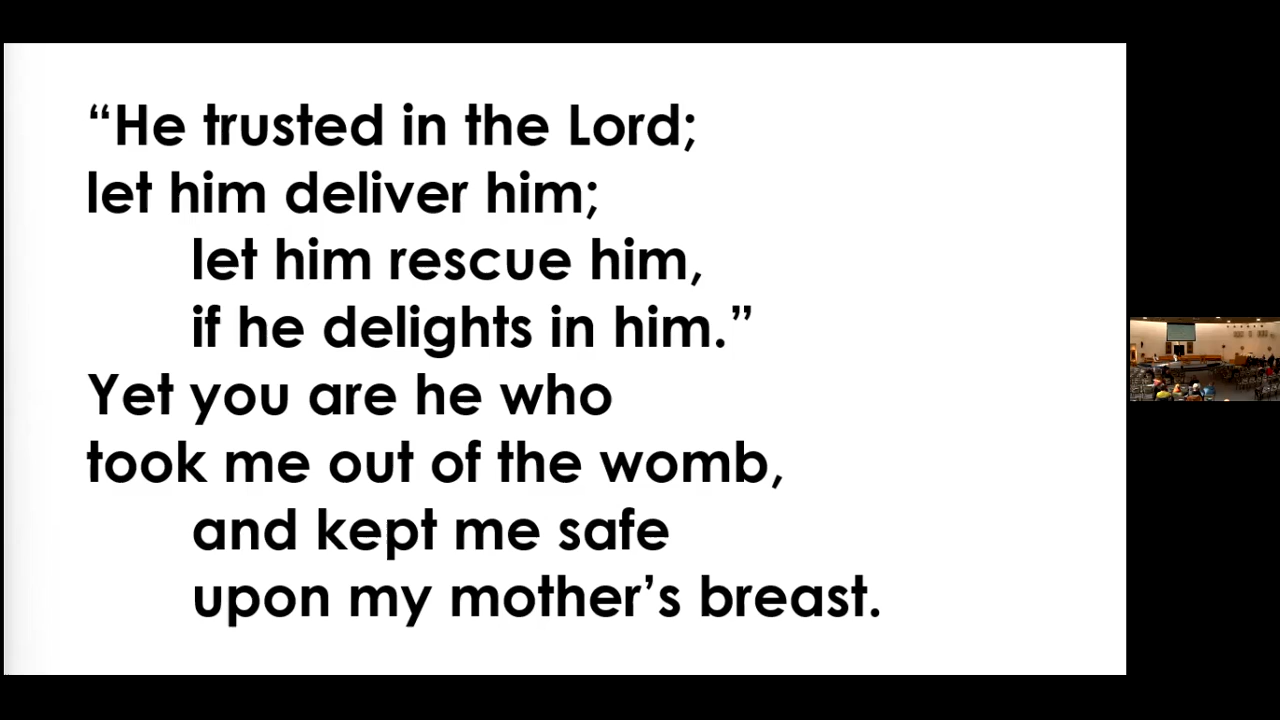 “He trusted in the Lord;
let him deliver him;
let him rescue him,
if he delights in him.”
Yet you are he who
took me out of the womb,
and kept me safe
upon my mother’s breast.